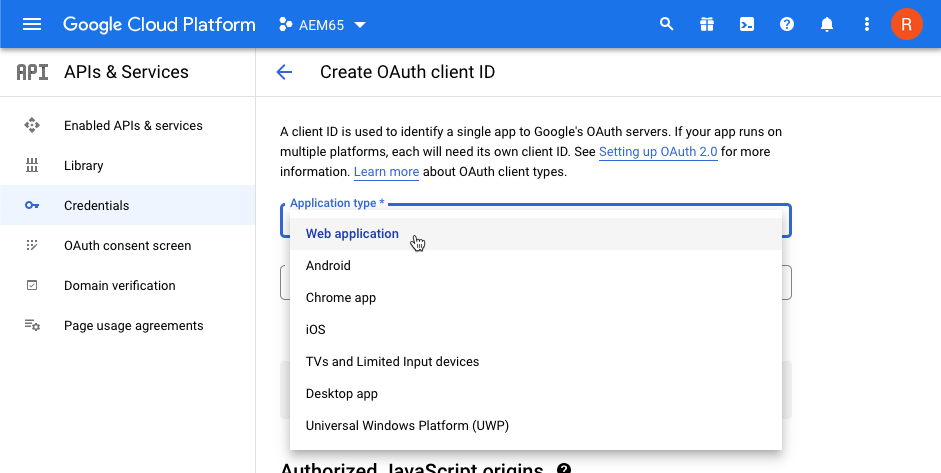 Google Cloud Platform
AEM65
R
API APIs & Services
Create OAuth client ID
Enabled APIs & services
Library
Credentials
OAuth consent screen
Domain verification
Page usage agreements
A client ID is used to identify a single app to Google's OAuth servers. If your app runs on
multiple platforms, each will need its own client ID. See Setting up OAuth 2.0 for more
information. Learn more about OAuth client types.
Application type *
Web application
Android
Chrome app
iOS
TVs and Limited Input devices
Desktop app
Universal Windows Platform (UWP)
Authorized JavaScript origins